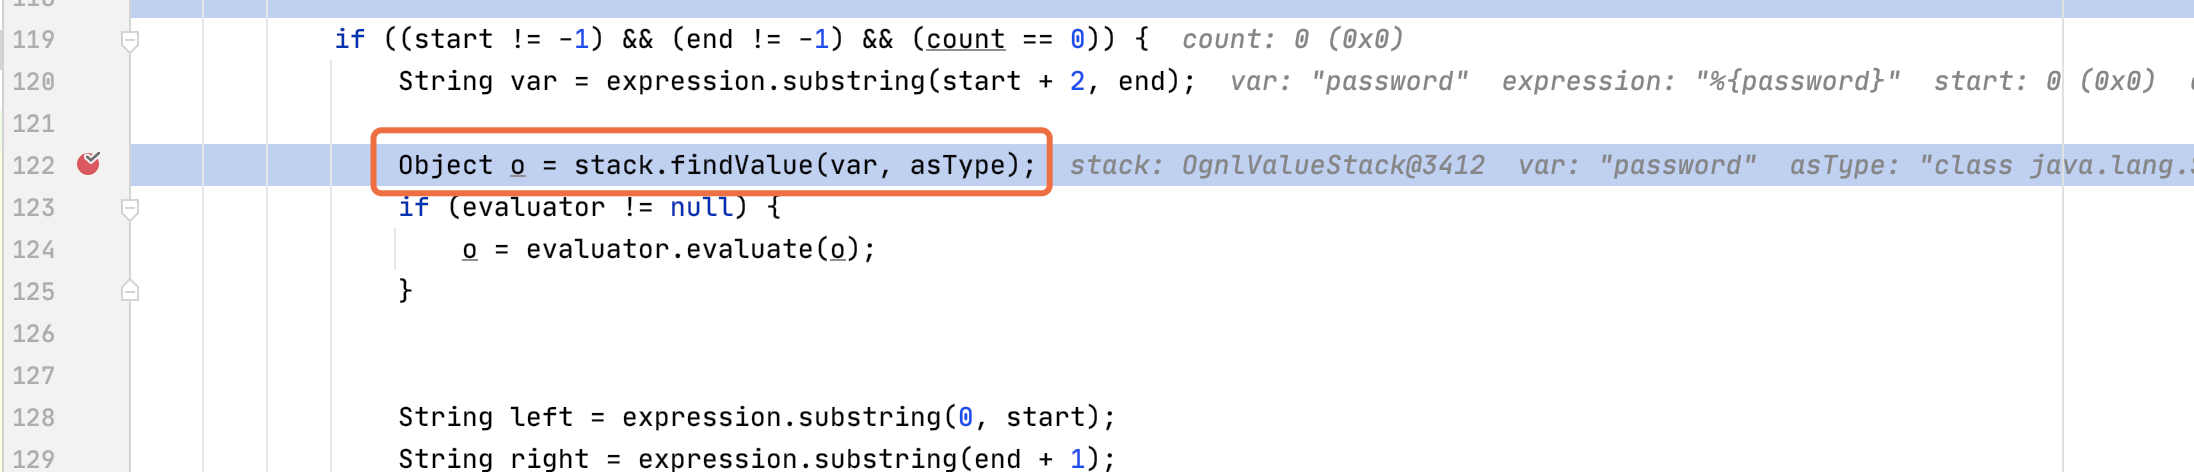 118
119 if ((start != -1) && (end != -1) && (count == 0)) { count: 0 (0x0)
120 String var = expression.substring(start + 2, end); var: "password" expression: "%{password}" start: 0 (0x0)
121
122 Object o = stack.findValue(var, asType); stack: OgnlValueStack@3412 var: "password" asType: "class java.lang.S
123 if (evaluator != null) {
124 o = evaluator.evaluate(o);
125 }
126
127
128 String left = expression.substring(0, start);
129 String right = expression.substring(end + 1);